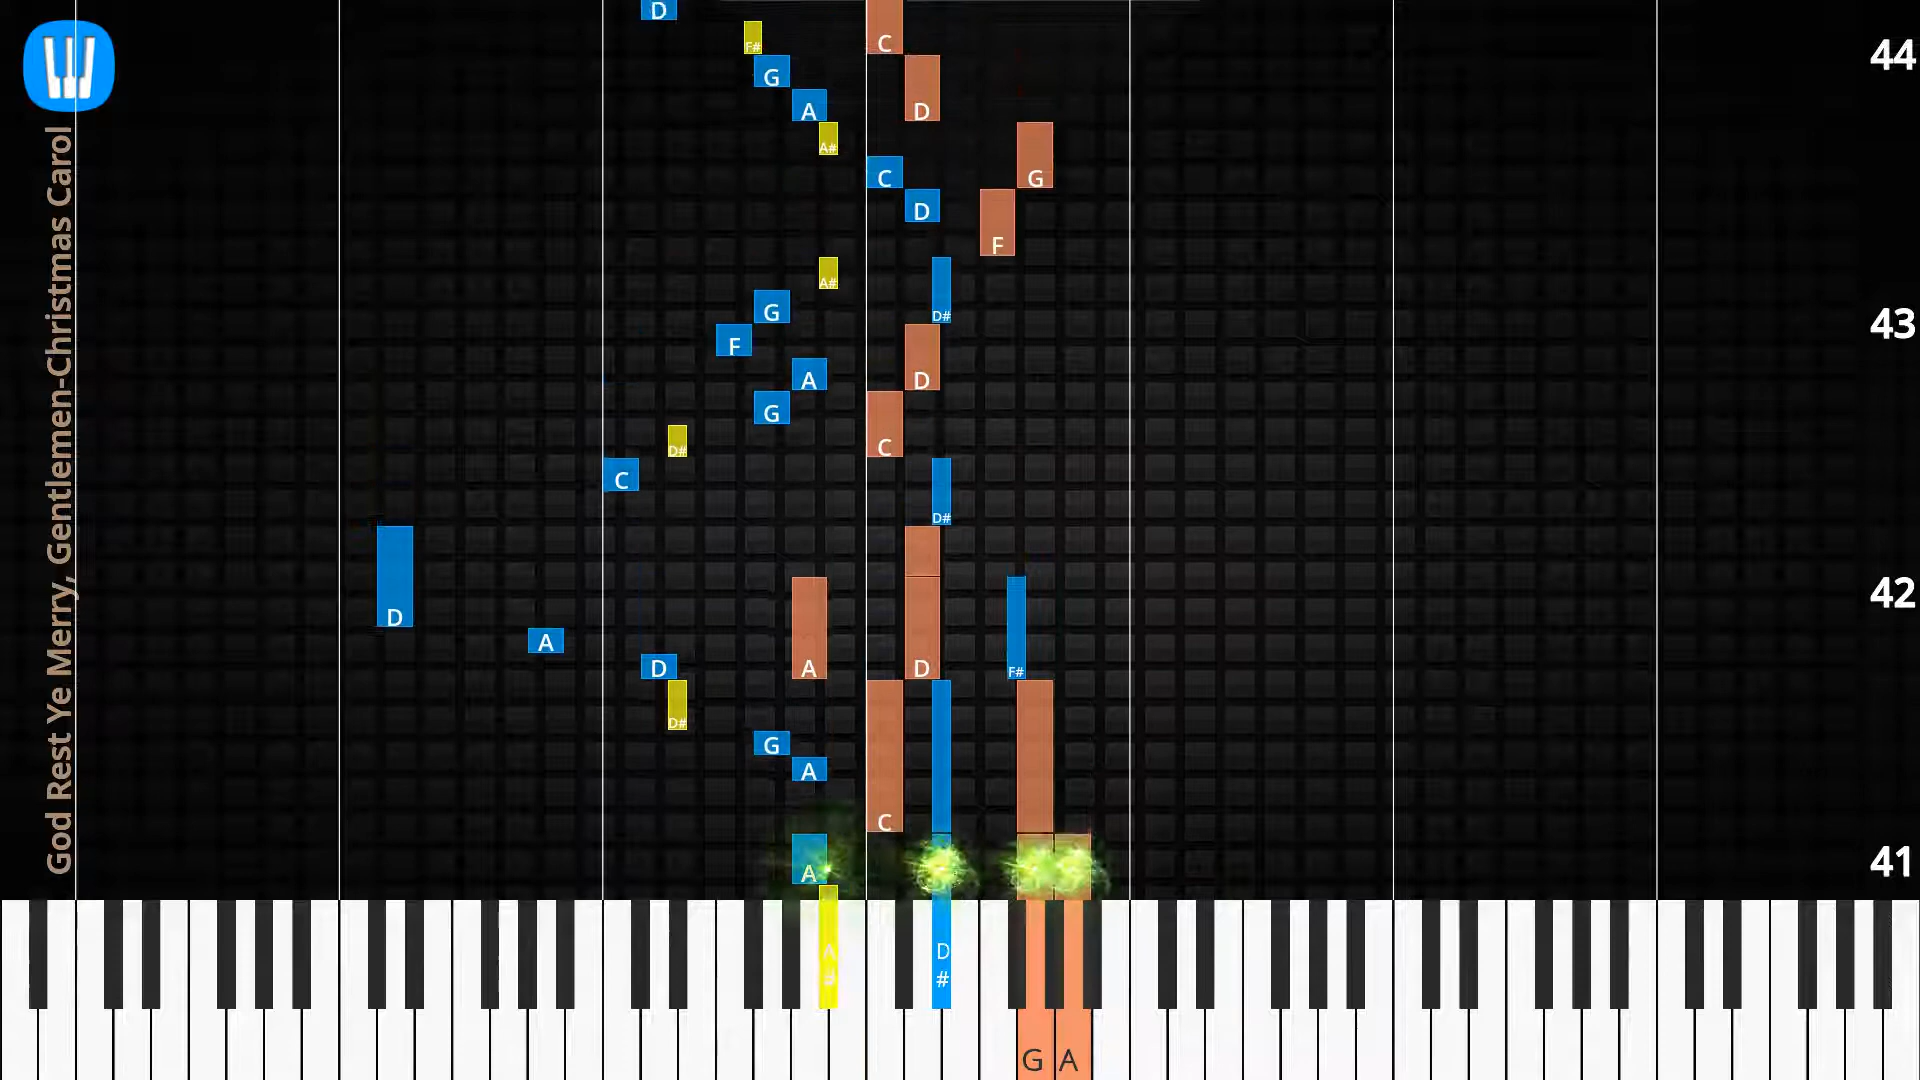 God Rest Ye Merry, Gentlemen-Christmas Carol
D
F#
C
44
G
A
D
A#
G
C
D
F
A#
D#
G
43
F
A
D
G
C
D#
C
D#
D
42
A
D
A
D
F#
D#
G
A
C
A
41
A#
D#
G A